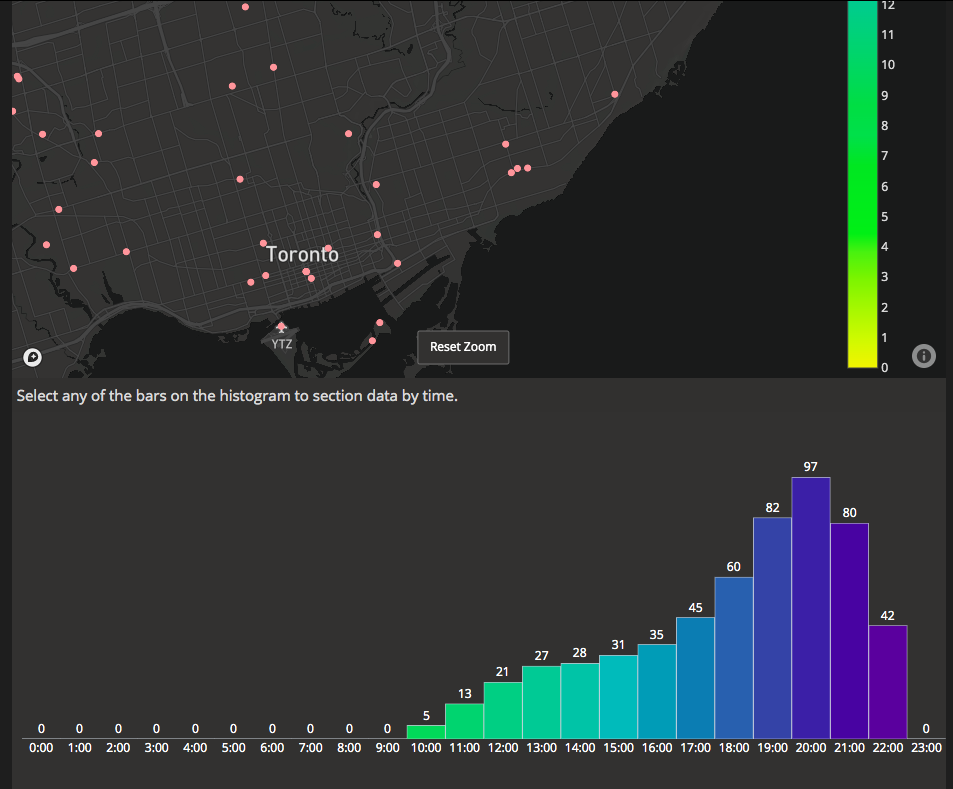 12
11
10
9
8
7
6
5
4
3
2
1
0
Toronto
YTZ
Reset Zoom
Select any of the bars on the histogram to section data by time.
0 0 0 0 0 0 0 0 0 0 5 13 21 27 28 31 35 45 60 82 97 80 42 0
0:00 1:00 2:00 3:00 4:00 5:00 6:00 7:00 8:00 9:00 10:00 11:00 12:00 13:00 14:00 15:00 16:00 17:00 18:00 19:00 20:00 21:00 22:00 23:00